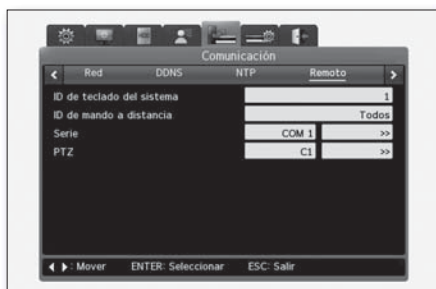 Comunicación
Red DDNS NTP Remoto
ID de teclado del sistema 1
ID de mando a distancia Todos
Serie COM 1 >>
PTZ C1 >>
: Mover ENTER: Seleccionar ESC: Salir